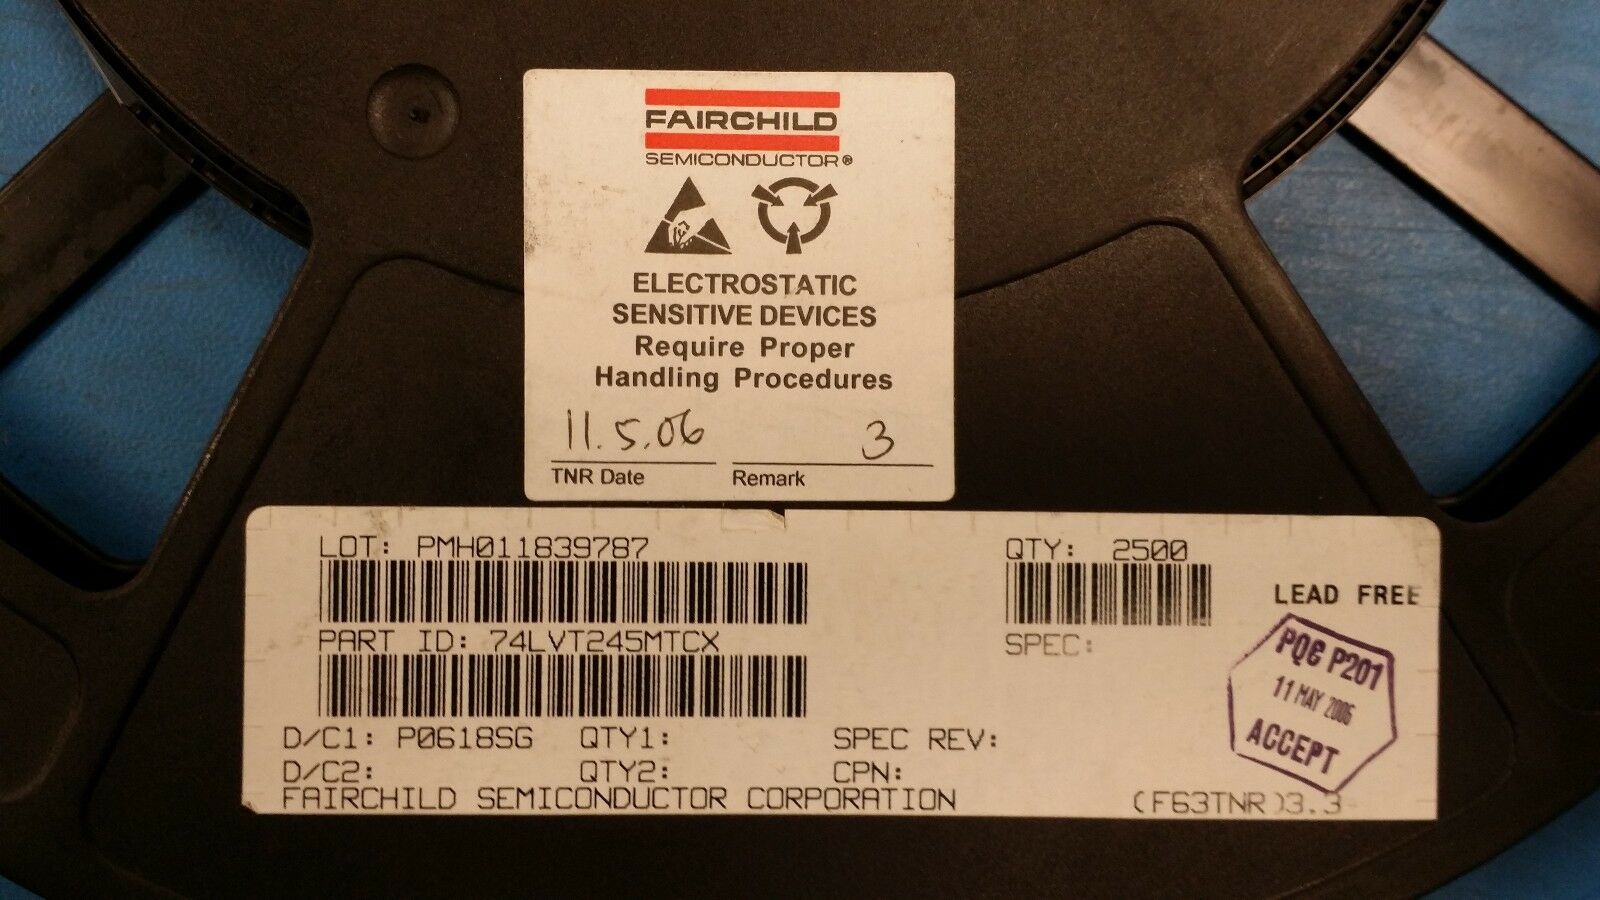 FAIRCHILD
SEMICONDUCTOR®
ELECTROSTATIC
SENSITIVE DEVICES
Require Proper
Handling Procedures
11.5.06 3
TNR Date Remark
LOT: PMH011839787 QTY: 2500
LEAD FREE
PART ID: 74LVT245MTCX SPEC:
PQG P201
11 MAY 2006
ACCEPT
D/C1: P0618SG QTY1: SPEC REV:
D/C2: QTY2: CPN:
FAIRCHILD SEMICONDUCTOR CORPORATION (F63TNR)3.3